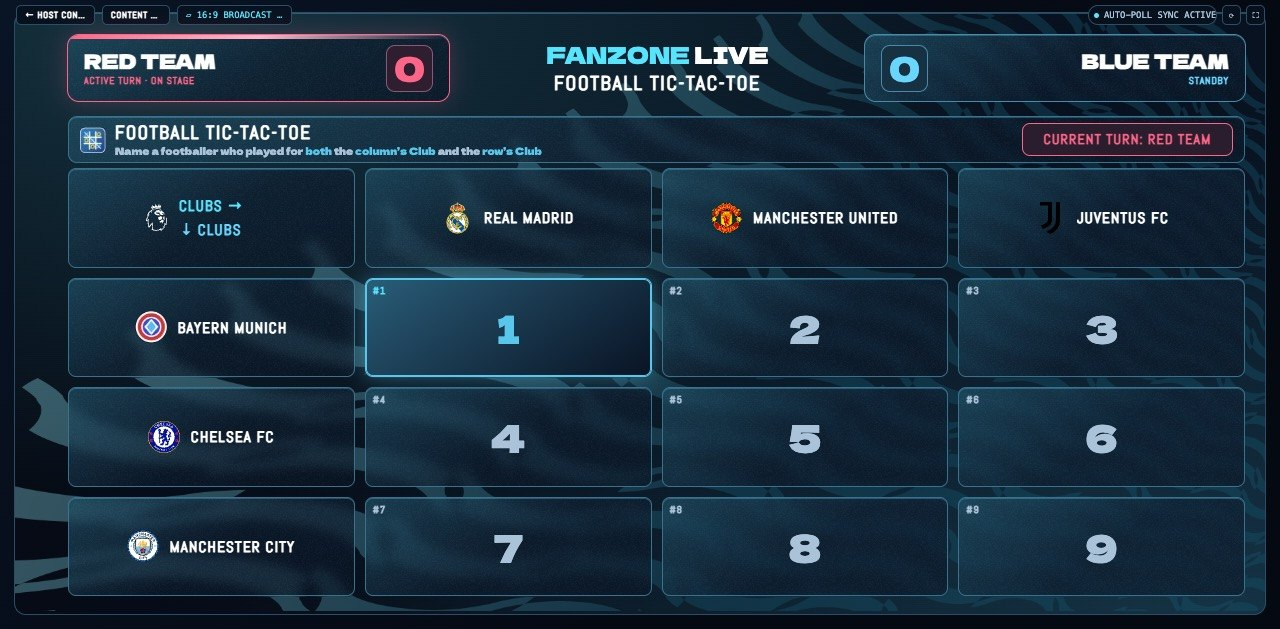 ← HOST CON…
CONTENT …
16:9 BROADCAST …
AUTO-POLL SYNC ACTIVE
RED TEAM
ACTIVE TURN · ON STAGE
0
FANZONE LIVE
FOOTBALL TIC-TAC-TOE
0
BLUE TEAM
STANDBY
FOOTBALL TIC-TAC-TOE
Name a footballer who played for both the column's Club and the row's Club
CURRENT TURN: RED TEAM
CLUBS →
↓ CLUBS
REAL MADRID
MANCHESTER UNITED
JUVENTUS FC
BAYERN MUNICH
#1
1
#2
2
#3
3
CHELSEA FC
#4
4
#5
5
#6
6
MANCHESTER CITY
#7
7
#8
8
#9
9